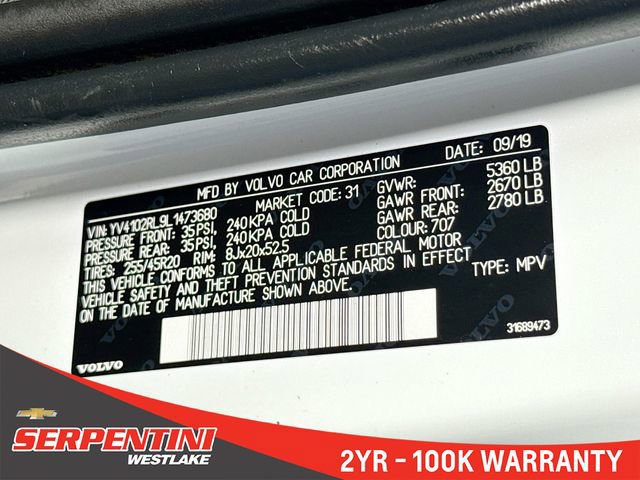 MFD BY VOLVO CAR CORPORATION DATE: 09/19
MARKET CODE: 31 GVWR: 5360 LB
VIN: YV4102RL9L1473680 GAWR FRONT: 2670 LB
PRESSURE FRONT: 35PSI, 240KPA COLD GAWR REAR: 2780 LB
PRESSURE REAR: 35PSI, 240KPA COLD COLOUR: 707
TIRES: 255/45R20 RIM: 8Jx20x52.5
THIS VEHICLE CONFORMS TO ALL APPLICABLE FEDERAL MOTOR
VEHICLE SAFETY AND THEFT PREVENTION STANDARDS IN EFFECT
ON THE DATE OF MANUFACTURE SHOWN ABOVE. TYPE: MPV
31689473
VOLVO
SERPENTINI
WESTLAKE
2YR - 100K WARRANTY